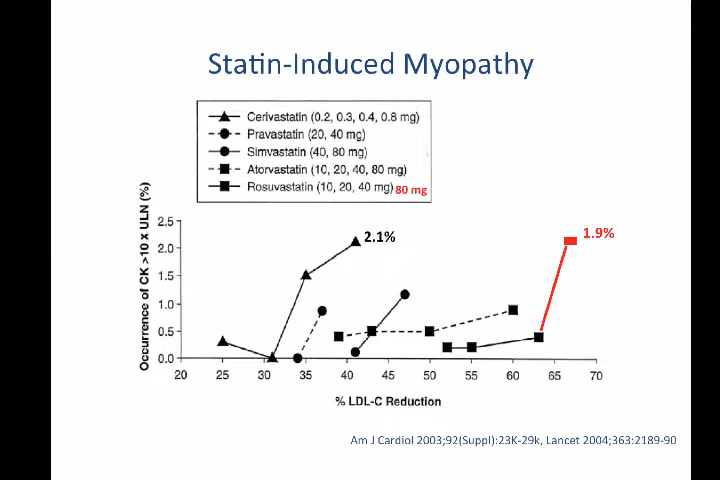 Statin-Induced Myopathy
Cerivastatin (0.2, 0.3, 0.4, 0.8 mg)
Pravastatin (20, 40 mg)
Simvastatin (40, 80 mg)
Atorvastatin (10, 20, 40, 80 mg)
Rosuvastatin (10, 20, 40 mg) 80 mg
Occurrence of CK >10 x ULN (%)
2.5
2.0
1.5
1.0
0.5
0.0
2.1%
1.9%
20 25 30 35 40 45 50 55 60 65 70
% LDL-C Reduction
Am J Cardiol 2003;92(Suppl):23K-29k, Lancet 2004;363:2189-90